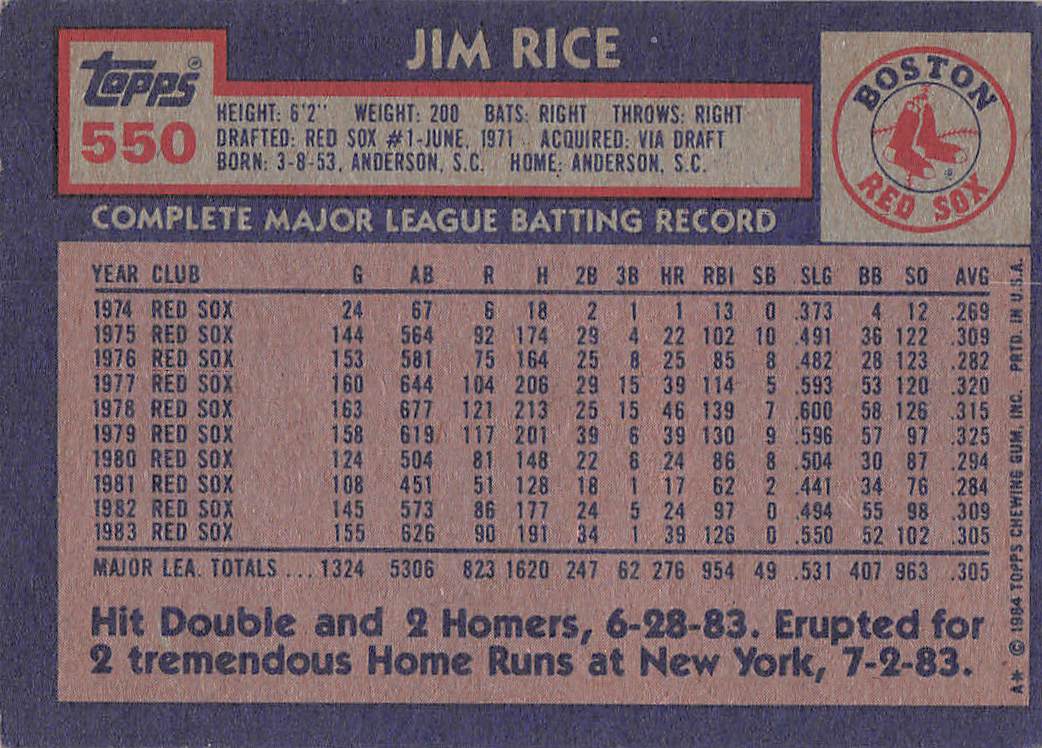 JIM RICE
Topps®
550
HEIGHT: 6'2" WEIGHT: 200 BATS: RIGHT THROWS: RIGHT
DRAFTED: RED SOX #1-JUNE, 1971 ACQUIRED: VIA DRAFT
BORN: 3-8-53, ANDERSON, S.C. HOME: ANDERSON, S.C.
BOSTON
RED SOX
®
COMPLETE MAJOR LEAGUE BATTING RECORD
YEAR CLUB G AB R H 2B 3B HR RBI SB SLG BB SO AVG
1974 RED SOX 24 67 6 18 2 1 1 13 0 .373 4 12 .269
1975 RED SOX 144 564 92 174 29 4 22 102 10 .491 36 122 .309
1976 RED SOX 153 581 75 164 25 8 25 85 8 .482 28 123 .282
1977 RED SOX 160 644 104 206 29 15 39 114 5 .593 53 120 .320
1978 RED SOX 163 677 121 213 25 15 46 139 7 .600 58 126 .315
1979 RED SOX 158 619 117 201 39 6 39 130 9 .596 57 97 .325
1980 RED SOX 124 504 81 148 22 6 24 86 8 .504 30 87 .294
1981 RED SOX 108 451 51 128 18 1 17 62 2 .441 34 76 .284
1982 RED SOX 145 573 86 177 24 5 24 97 0 .494 55 98 .309
1983 RED SOX 155 626 90 191 34 1 39 126 0 .550 52 102 .305
MAJOR LEA. TOTALS ... 1324 5306 823 1620 247 62 276 954 49 .531 407 963 .305
Hit Double and 2 Homers, 6-28-83. Erupted for
2 tremendous Home Runs at New York, 7-2-83.
A* © 1984 TOPPS CHEWING GUM, INC. PRTD. IN U.S.A.